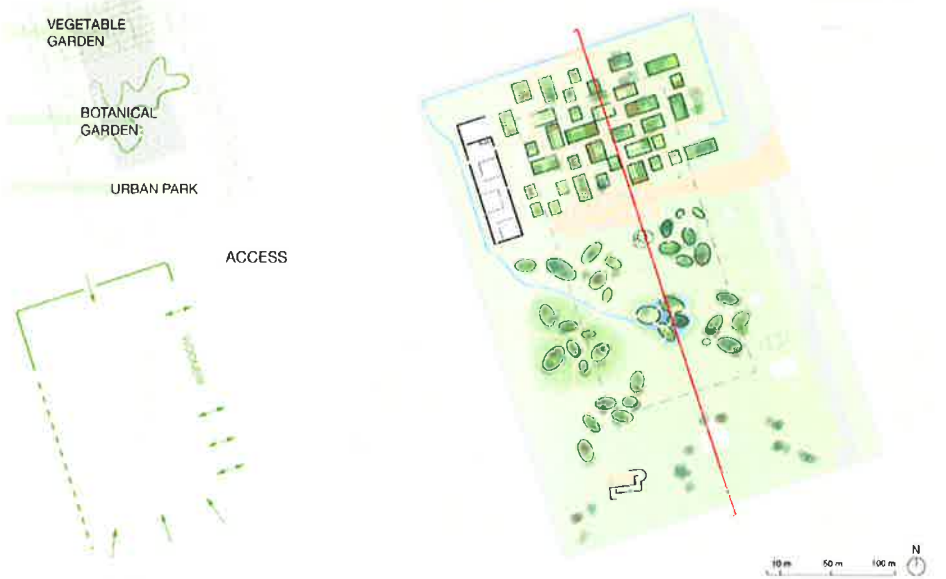 VEGETABLE
GARDEN
BOTANICAL
GARDEN
URBAN PARK
ACCESS
10 m 50 m 100 m
N